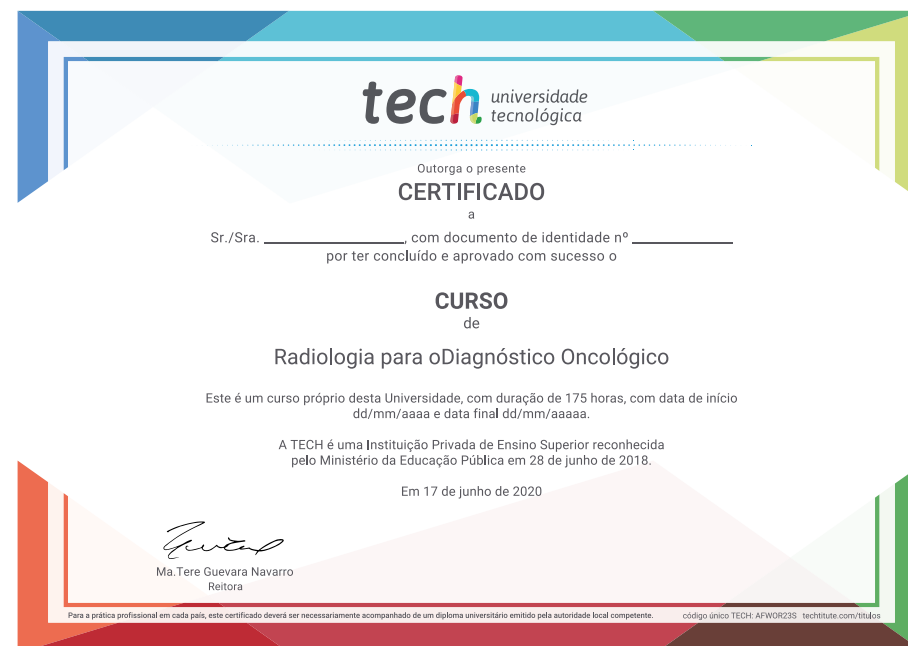 tech universidade
tecnológica
Outorga o presente
CERTIFICADO
a
Sr./Sra. ____________________, com documento de identidade nº ______________
por ter concluído e aprovado com sucesso o
CURSO
de
Radiologia para oDiagnóstico Oncológico
Este é um curso próprio desta Universidade, com duração de 175 horas, com data de início
dd/mm/aaaa e data final dd/mm/aaaaa.
A TECH é uma Instituição Privada de Ensino Superior reconhecida
pelo Ministério da Educação Pública em 28 de junho de 2018.
Em 17 de junho de 2020
Ma.Tere Guevara Navarro
Reitora
Para a prática profissional em cada país, este certificado deverá ser necessariamente acompanhado de um diploma universitário emitido pela autoridade local competente. código único TECH: AFWOR23S techtitute.com/titulos